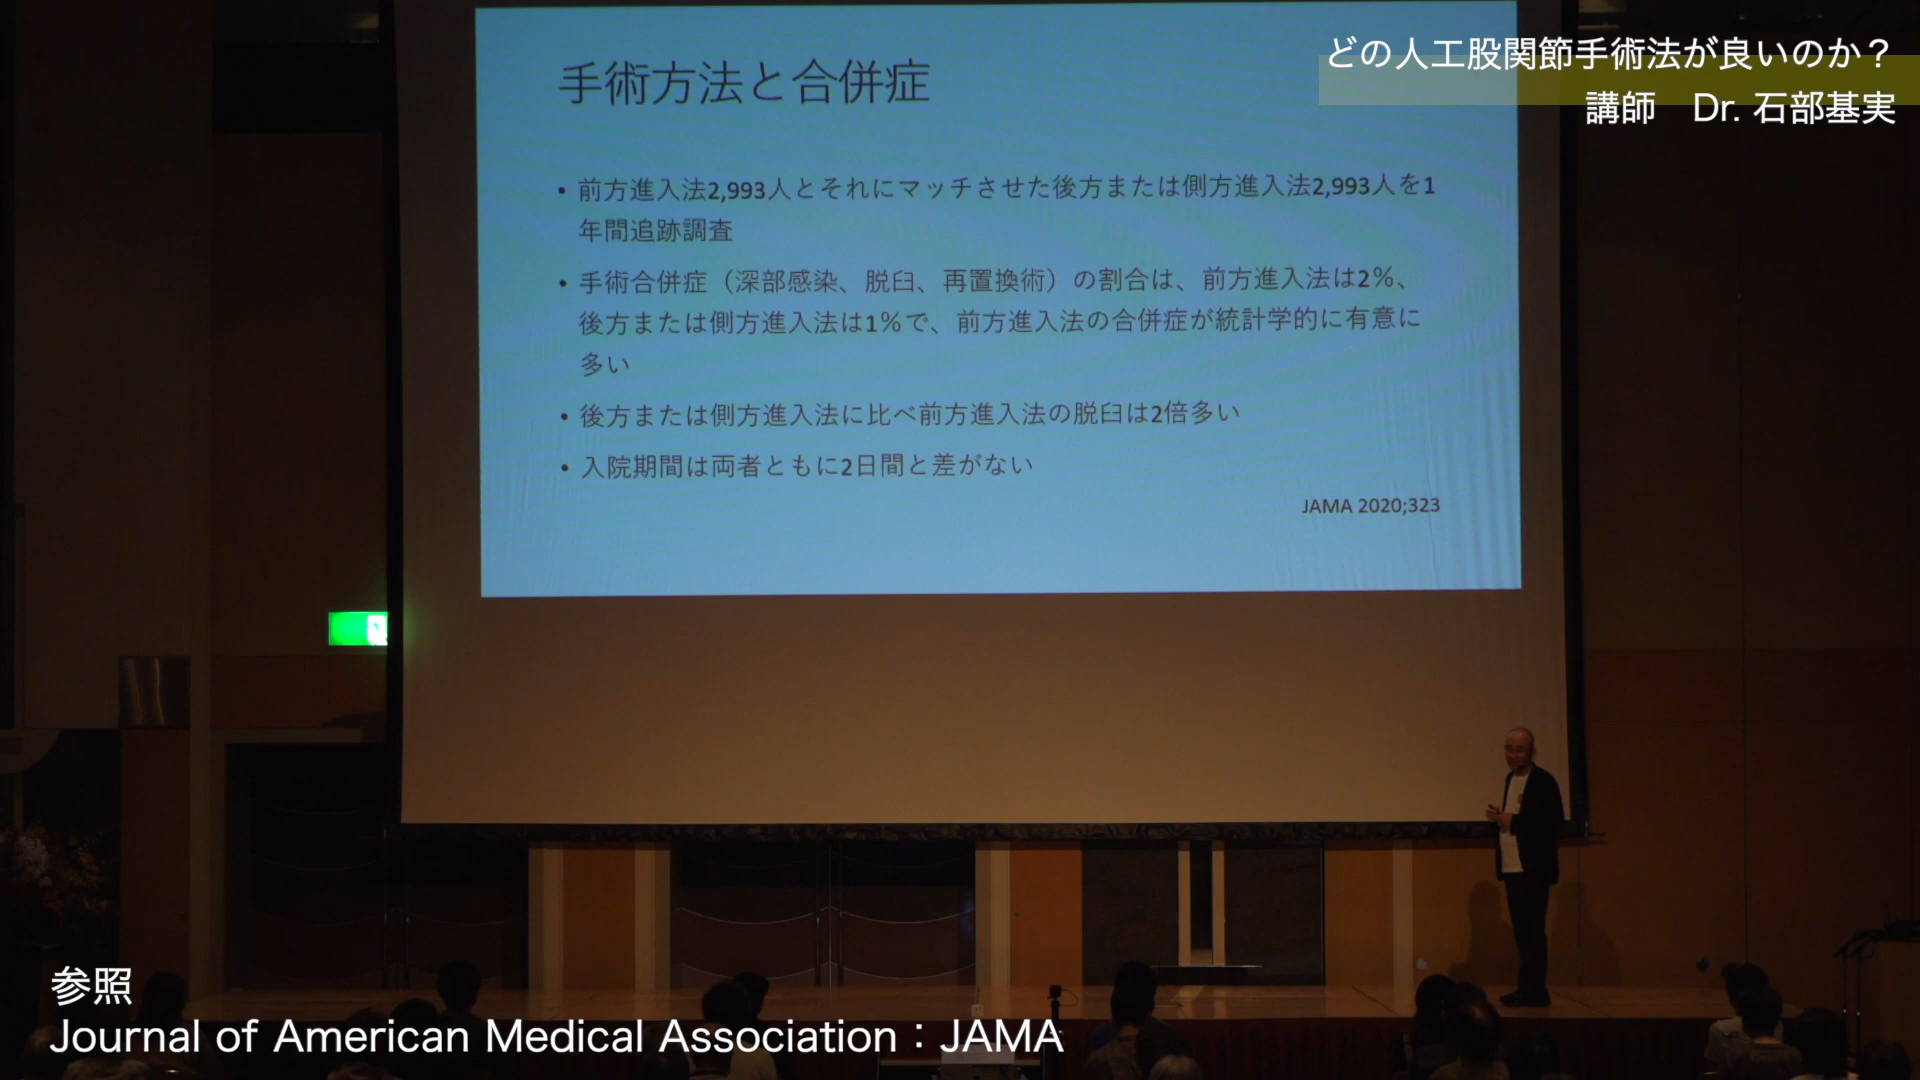 どの人工股関節手術法が良いのか？
講師　Dr. 石部基実
手術方法と合併症
• 前方進入法2,993人とそれにマッチさせた後方または側方進入法2,993人を1
年間追跡調査
• 手術合併症（深部感染、脱臼、再置換術）の割合は、前方進入法は2％、
後方または側方進入法は1％で、前方進入法の合併症が統計学的に有意に
多い
• 後方または側方進入法に比べ前方進入法の脱臼は2倍多い
• 入院期間は両者ともに2日間と差がない
JAMA 2020;323
参照
Journal of American Medical Association：JAMA